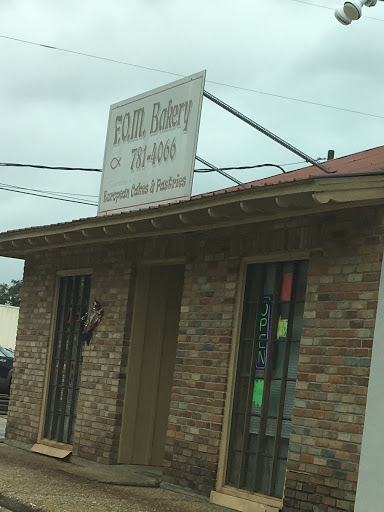 F.O.M. Bakery
781-4066
European Cakes & Pastries
OPEN